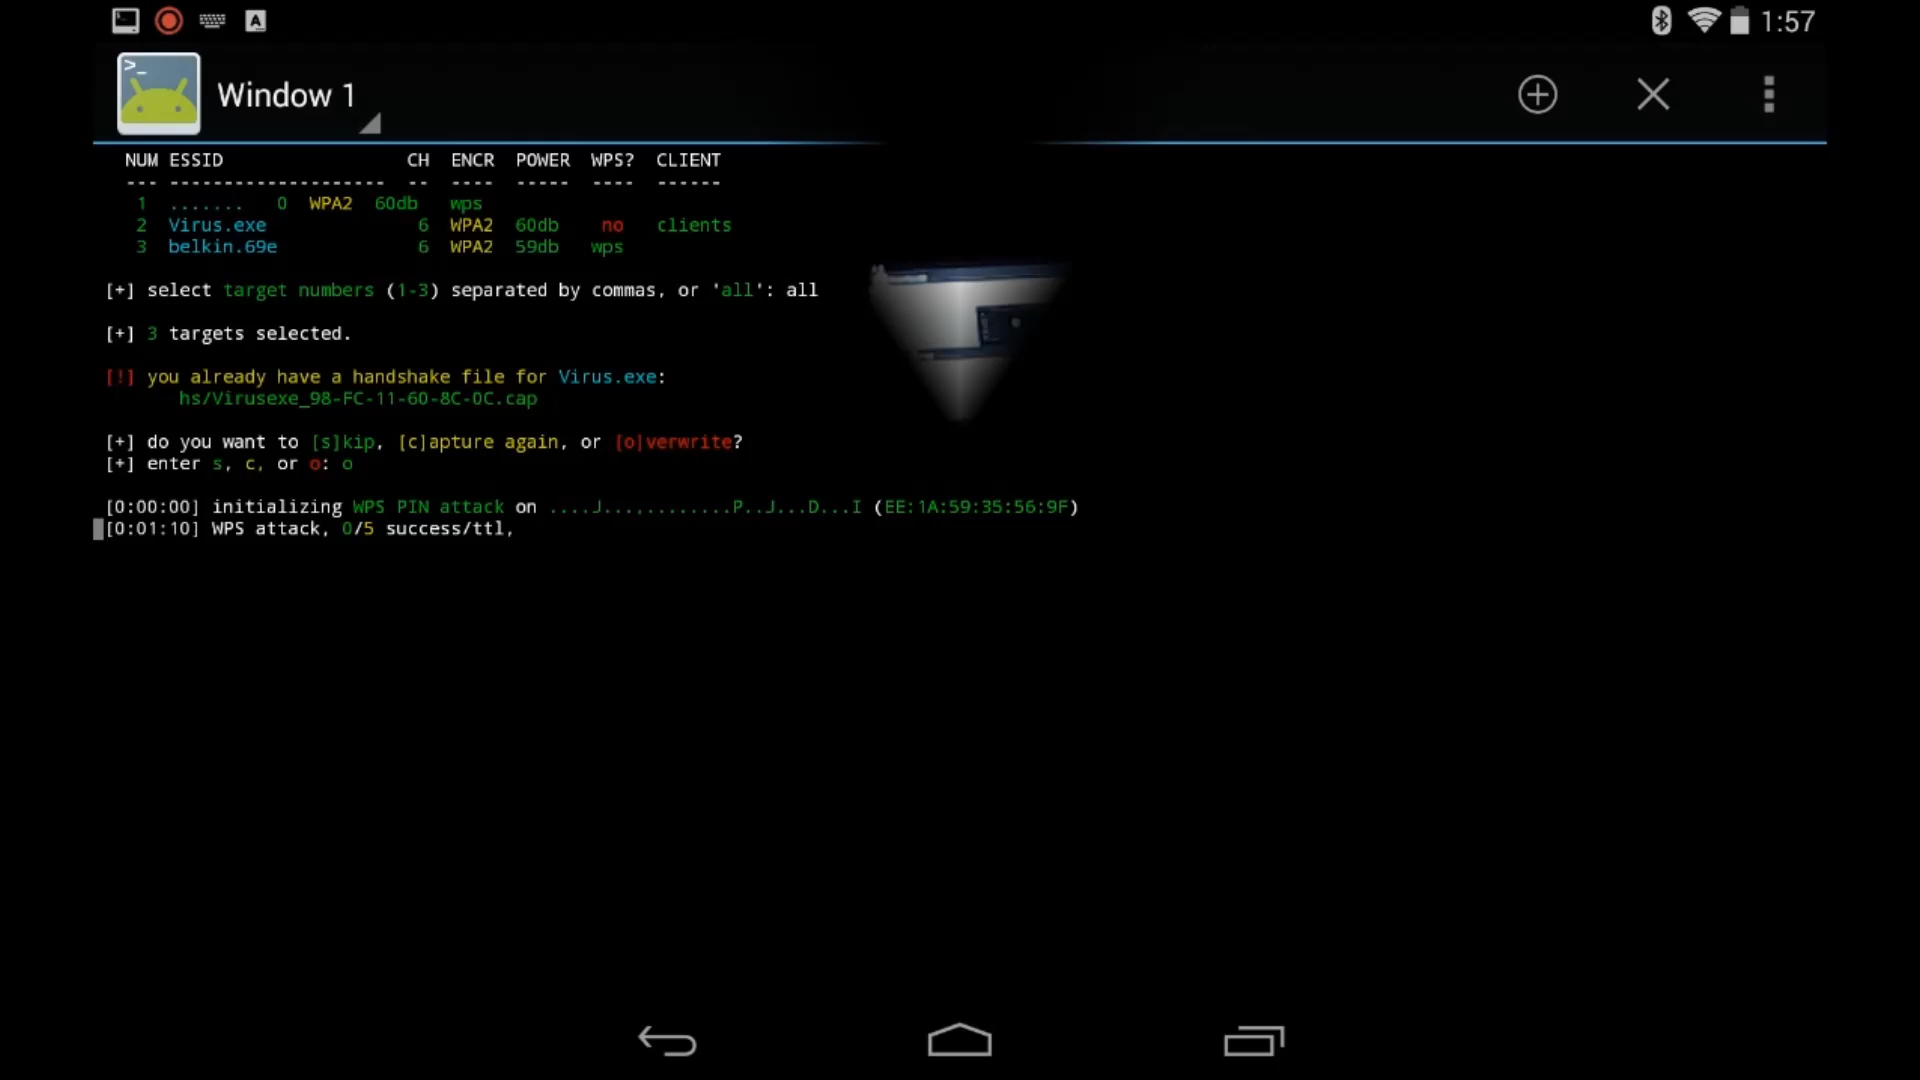 1:57
Window 1
NUM ESSID CH ENCR POWER WPS? CLIENT
--- -------------------- -- ---- ----- ---- ------
1 ....... 0 WPA2 60db wps
2 Virus.exe 6 WPA2 60db no clients
3 belkin.69e 6 WPA2 59db wps
[+] select target numbers (1-3) separated by commas, or 'all': all
[+] 3 targets selected.
[!] you already have a handshake file for Virus.exe:
hs/Virusexe_98-FC-11-60-8C-0C.cap
[+] do you want to [s]kip, [c]apture again, or [o]verwrite?
[+] enter s, c, or o: o
[0:00:00] initializing WPS PIN attack on ....J...,........P..J...D...I (EE:1A:59:35:56:9F)
[0:01:10] WPS attack, 0/5 success/ttl,